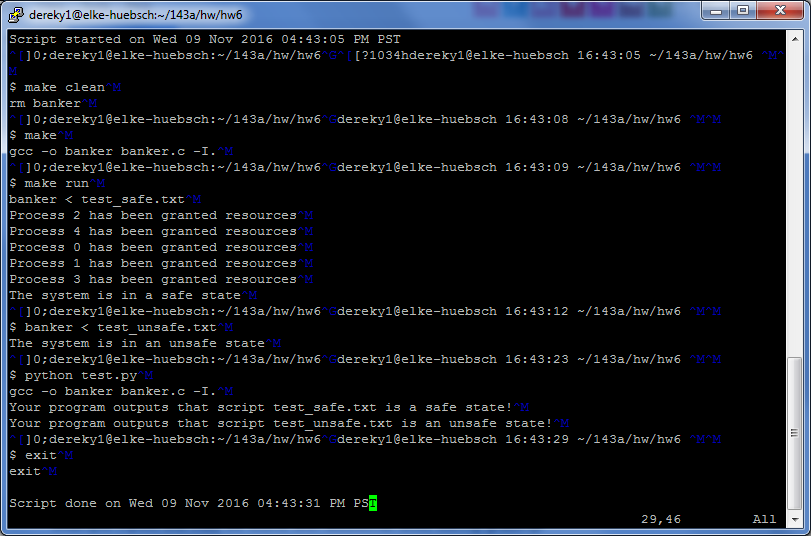 dereky1@elke-huebsch:~/143a/hw/hw6
Script started on Wed 09 Nov 2016 04:43:05 PM PST
^[]0;dereky1@elke-huebsch:~/143a/hw/hw6^G^[[?1034hdereky1@elke-huebsch 16:43:05 ~/143a/hw/hw6 ^M^M
$ make clean^M
rm banker^M
^[]0;dereky1@elke-huebsch:~/143a/hw/hw6^Gdereky1@elke-huebsch 16:43:08 ~/143a/hw/hw6 ^M^M
$ make^M
gcc -o banker banker.c -I.^M
^[]0;dereky1@elke-huebsch:~/143a/hw/hw6^Gdereky1@elke-huebsch 16:43:09 ~/143a/hw/hw6 ^M^M
$ make run^M
banker < test_safe.txt^M
Process 2 has been granted resources^M
Process 4 has been granted resources^M
Process 0 has been granted resources^M
Process 1 has been granted resources^M
Process 3 has been granted resources^M
The system is in a safe state^M
^[]0;dereky1@elke-huebsch:~/143a/hw/hw6^Gdereky1@elke-huebsch 16:43:12 ~/143a/hw/hw6 ^M^M
$ banker < test_unsafe.txt^M
The system is in an unsafe state^M
^[]0;dereky1@elke-huebsch:~/143a/hw/hw6^Gdereky1@elke-huebsch 16:43:23 ~/143a/hw/hw6 ^M^M
$ python test.py^M
gcc -o banker banker.c -I.^M
Your program outputs that script test_safe.txt is a safe state!^M
Your program outputs that script test_unsafe.txt is an unsafe state!^M
^[]0;dereky1@elke-huebsch:~/143a/hw/hw6^Gdereky1@elke-huebsch 16:43:29 ~/143a/hw/hw6 ^M^M
$ exit^M
exit^M
Script done on Wed 09 Nov 2016 04:43:31 PM PST
29,46 All